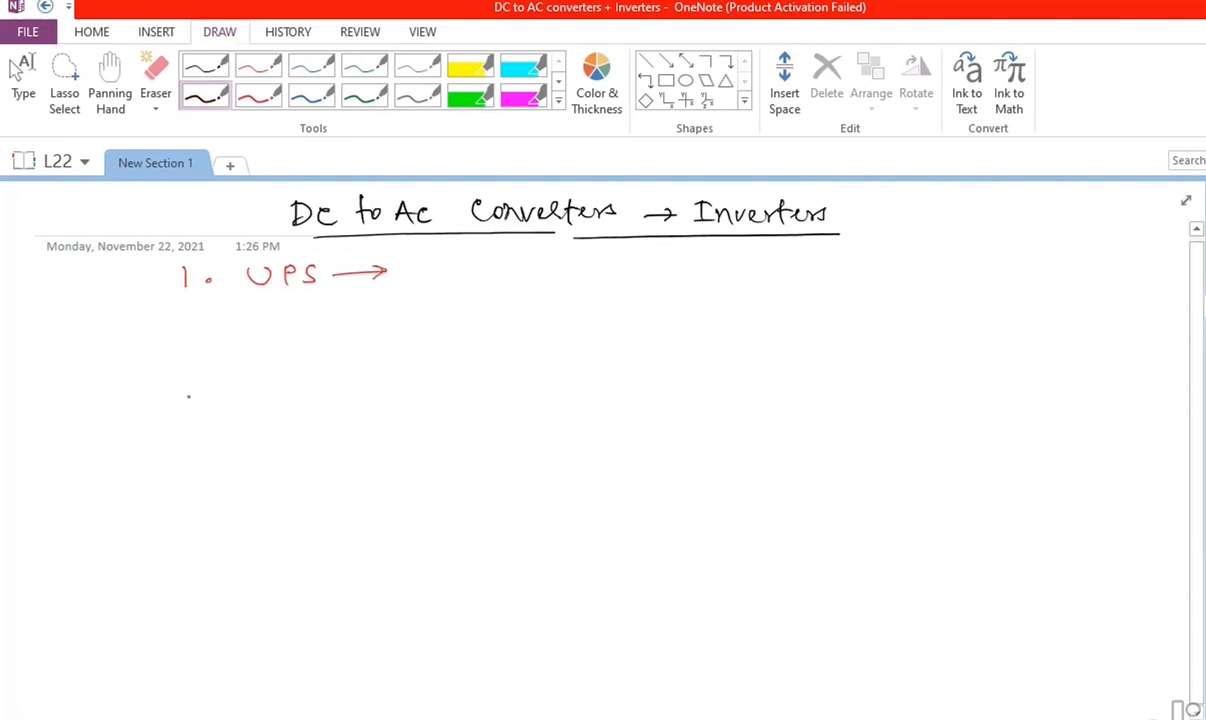 DC to AC converters + Inverters - OneNote (Product Activation Failed)
FILE HOME INSERT DRAW HISTORY REVIEW VIEW
Type Lasso Select Panning Hand Eraser Color & Thickness Insert Space Delete Arrange Rotate Ink to Text Ink to Math
Tools Shapes Edit Convert
L22 New Section 1 Search
DC to AC Converters → Inverters
Monday, November 22, 2021 1:26 PM
1. UPS →